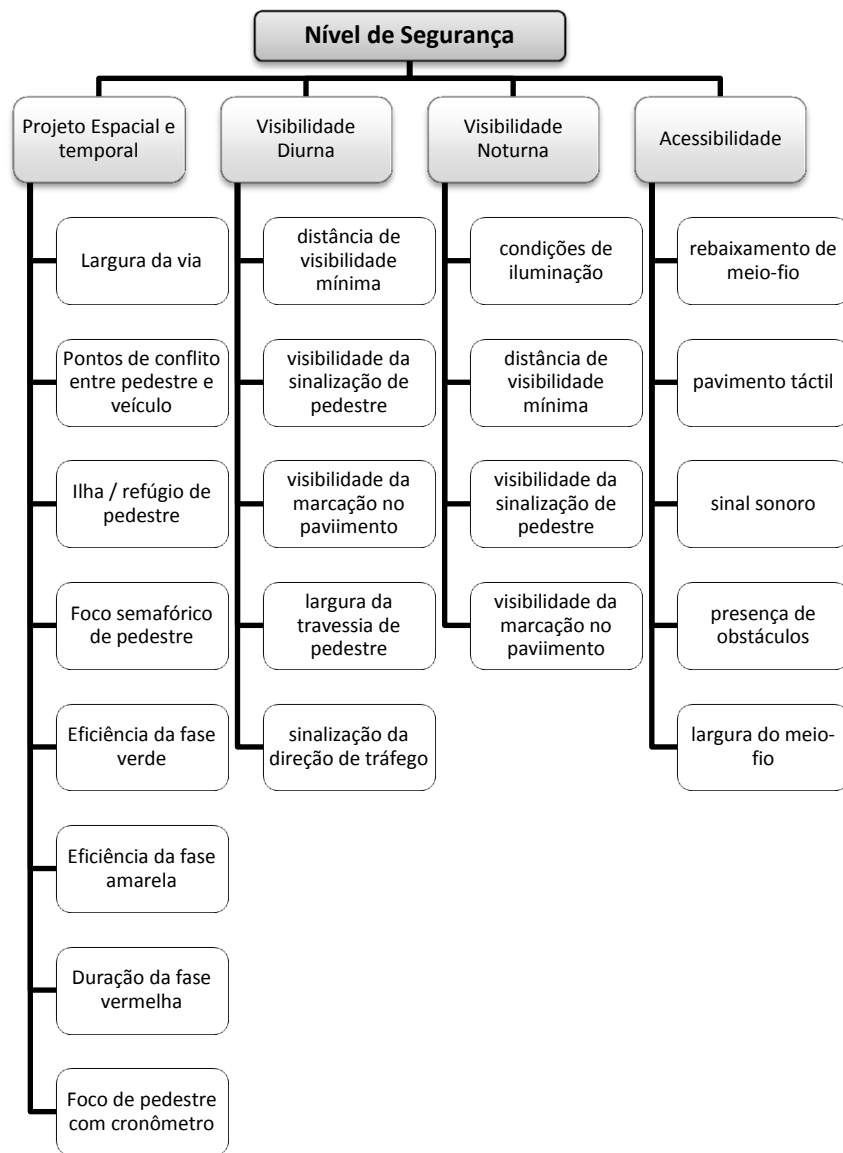 Nível de Segurança
Projeto Espacial e
temporal
Largura da via
Pontos de conflito
entre pedestre e
veículo
Ilha / refúgio de
pedestre
Foco semafórico
de pedestre
Eficiência da fase
verde
Eficiência da fase
amarela
Duração da fase
vermelha
Foco de pedestre
com cronômetro
Visibilidade
Diurna
distância de
visibilidade
mínima
visibilidade da
sinalização de
pedestre
visibilidade da
marcação no
paviimento
largura da
travessia de
pedestre
sinalização da
direção de tráfego
Visibilidade
Noturna
condições de
iluminação
distância de
visibilidade
mínima
visibilidade da
sinalização de
pedestre
visibilidade da
marcação no
paviimento
Acessibilidade
rebaixamento de
meio-fio
pavimento táctil
sinal sonoro
presença de
obstáculos
largura do meio-
fio